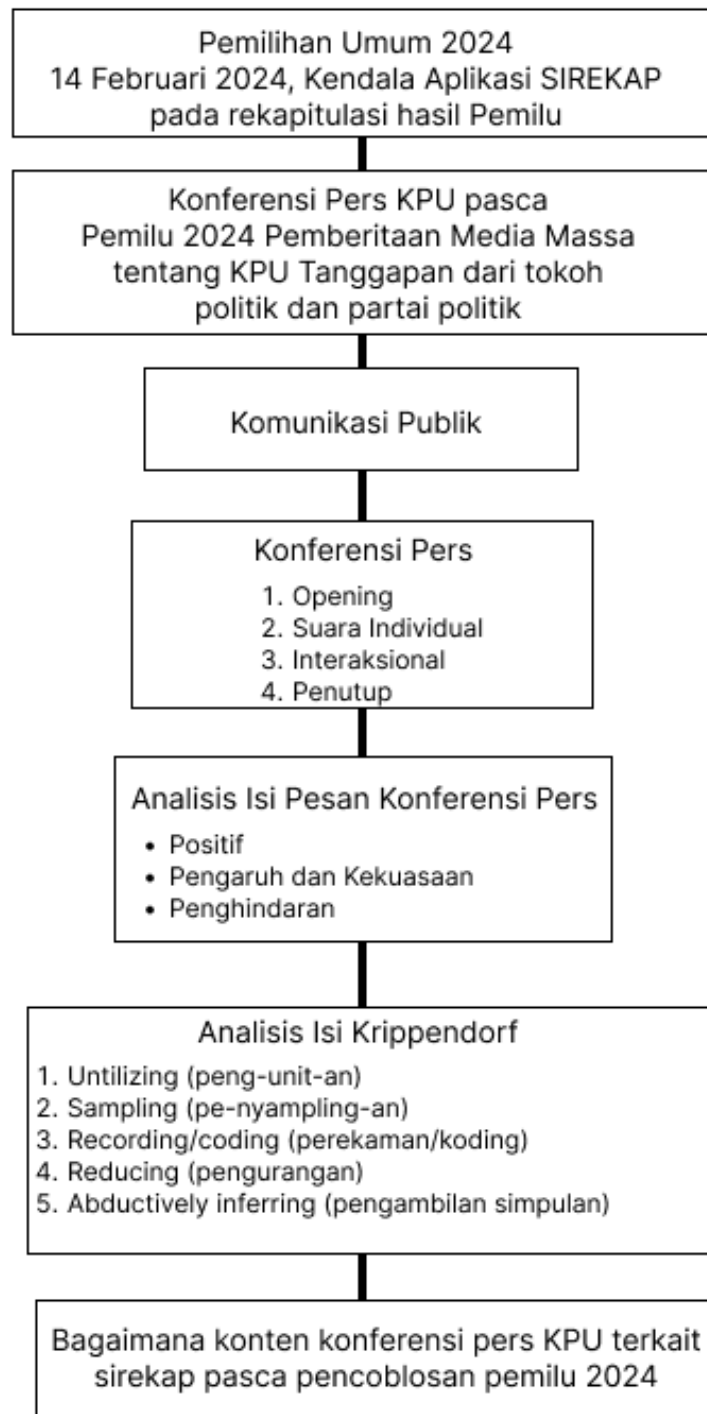 Pemilihan Umum 2024
14 Februari 2024, Kendala Aplikasi SIREKAP
pada rekapitulasi hasil Pemilu
Konferensi Pers KPU pasca
Pemilu 2024 Pemberitaan Media Massa
tentang KPU Tanggapan dari tokoh
politik dan partai politik
Komunikasi Publik
Konferensi Pers
1. Opening
2. Suara Individual
3. Interaksional
4. Penutup
Analisis Isi Pesan Konferensi Pers
• Positif
• Pengaruh dan Kekuasaan
• Penghindaran
Analisis Isi Krippendorf
1. Untilizing (peng-unit-an)
2. Sampling (pe-nyampling-an)
3. Recording/coding (perekaman/koding)
4. Reducing (pengurangan)
5. Abductively inferring (pengambilan simpulan)
Bagaimana konten konferensi pers KPU terkait
sirekap pasca pencoblosan pemilu 2024